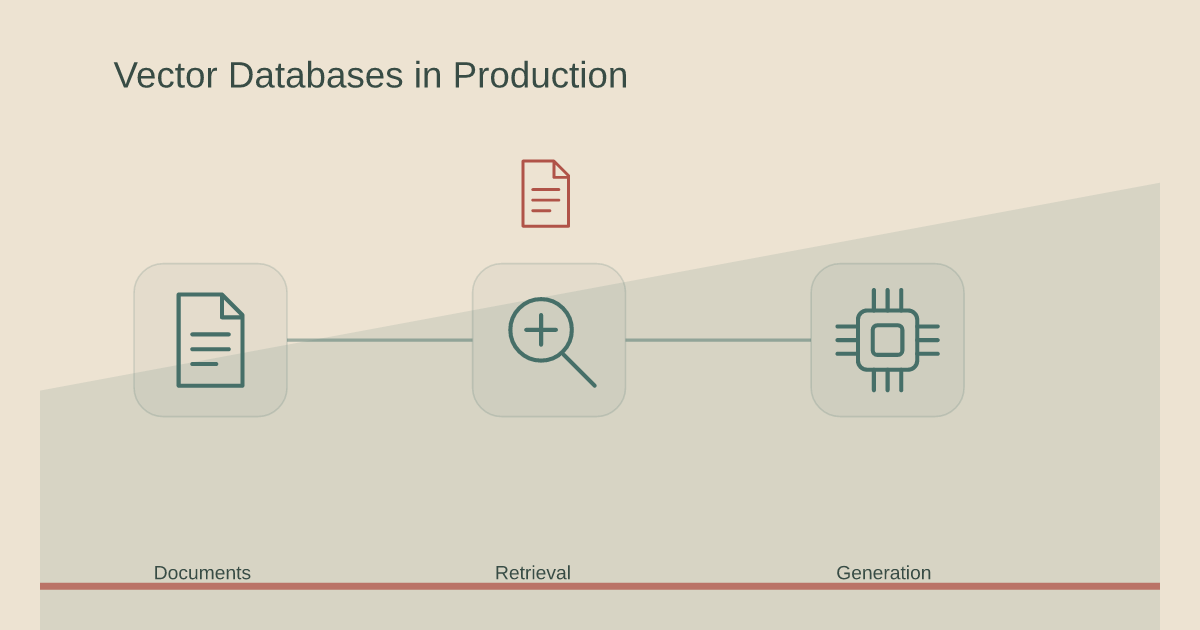 Vector Databases in Production
Documents
Retrieval
Generation